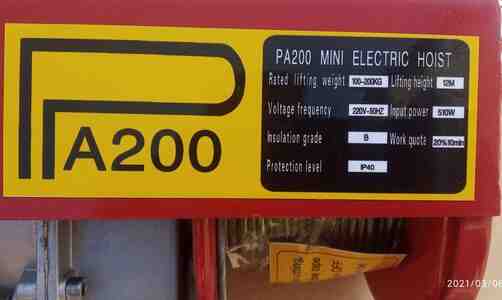 PA200
PA200 MINI ELECTRIC HOIST
Rated lifting weight 100-200KG Lifting height 12M
Voltage frequency 220V-50HZ Input power 510W
Insulation grade B Work quota 20%10min
Protection level IP40
2021/03/06